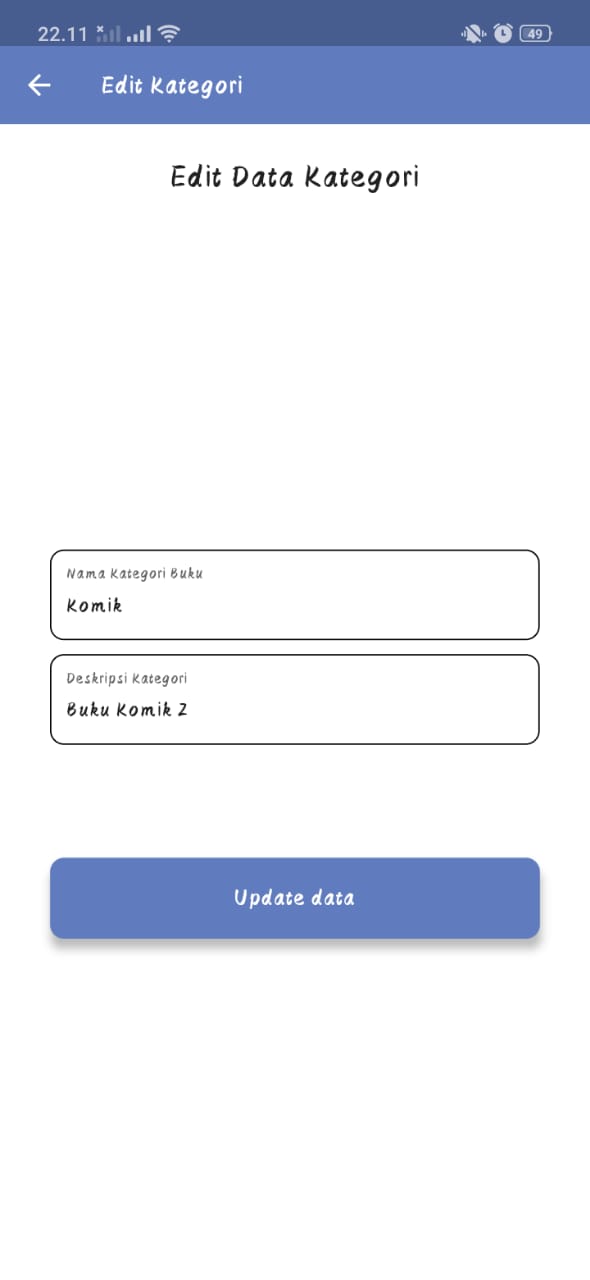 22.11
49
Edit Kategori
Edit Data Kategori
Nama Kategori Buku
Komik
Deskripsi Kategori
Buku Komik 2
Update data